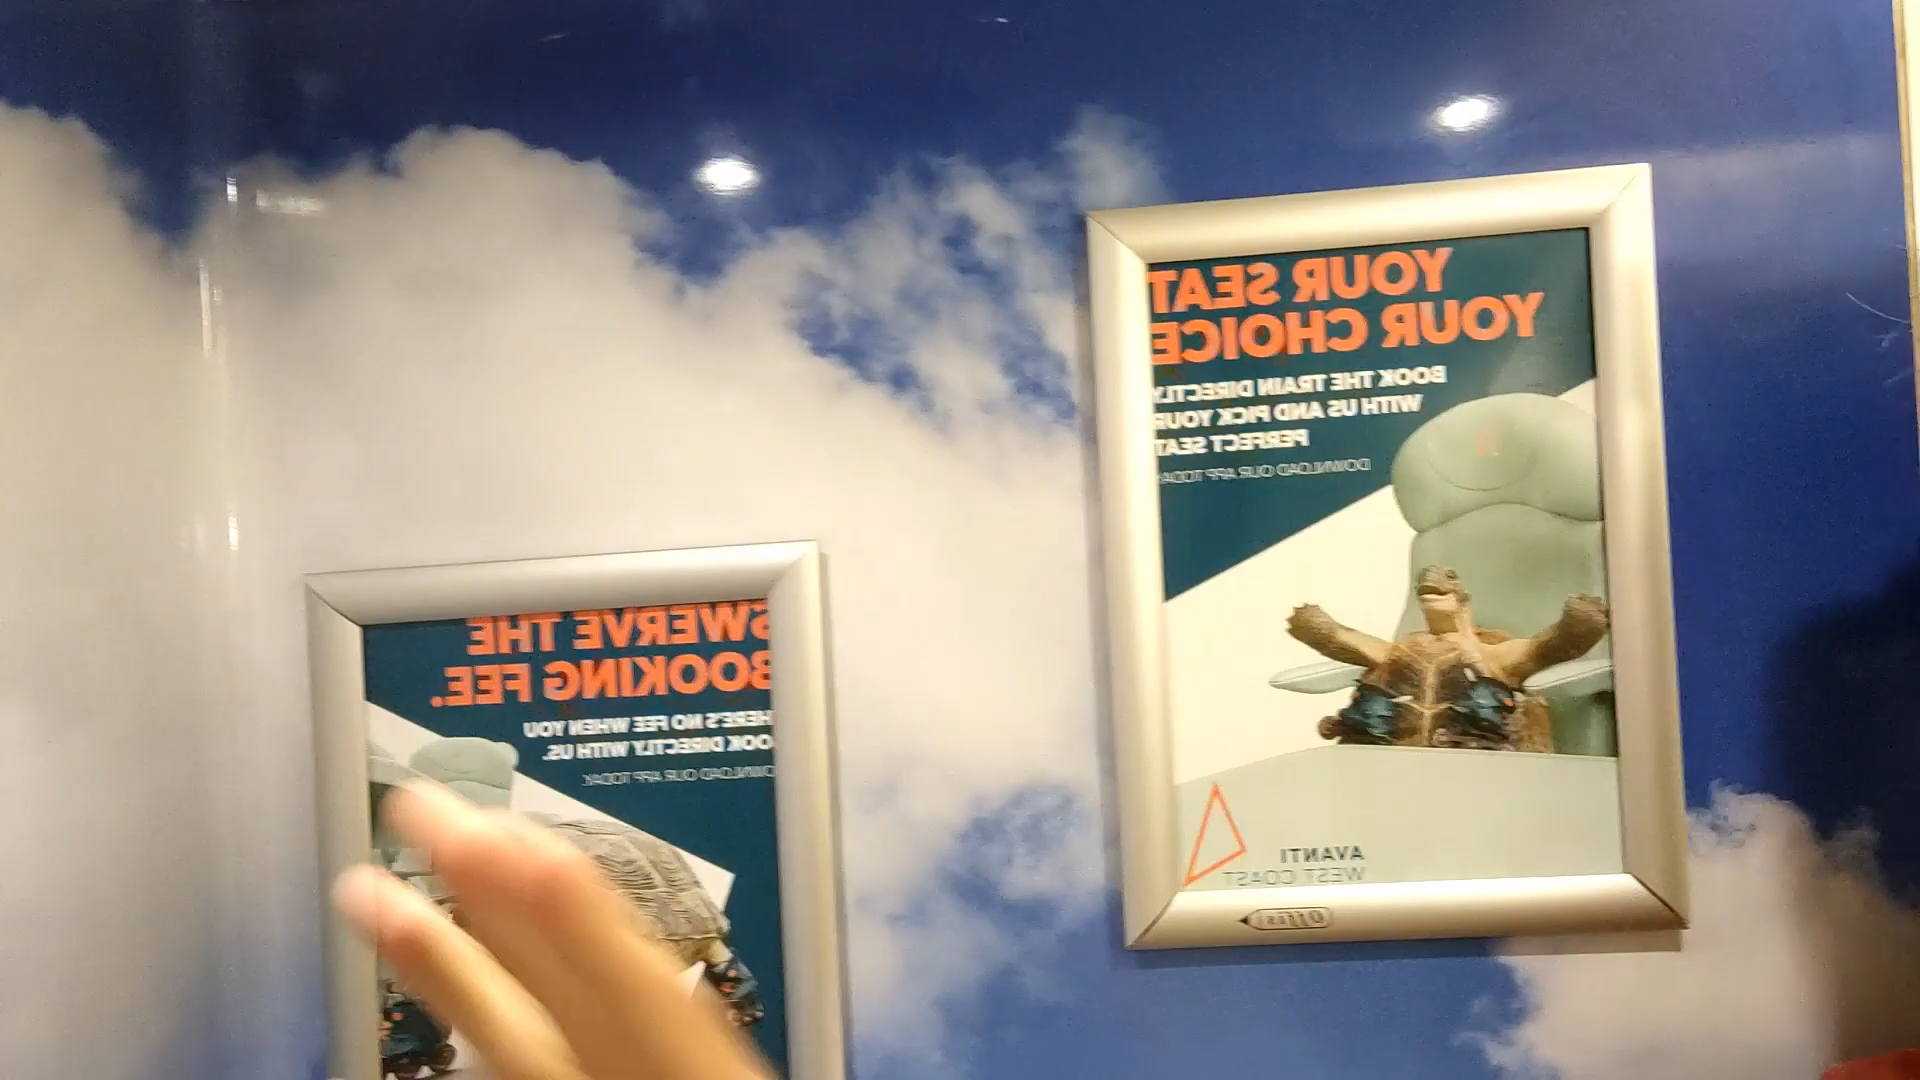 YOUR SEAT
YOUR CHOICE
BOOK THE TRAIN DIRECTLY
WITH US AND PICK YOUR
PERFECT SEAT
DOWNLOAD OUR APP TODAY
AVANTI
WEST COAST
SWERVE THE
BOOKING FEE.
HERE'S NO FEE WHEN YOU
OOK DIRECTLY WITH US.
DOWNLOAD OUR APP TODAY.